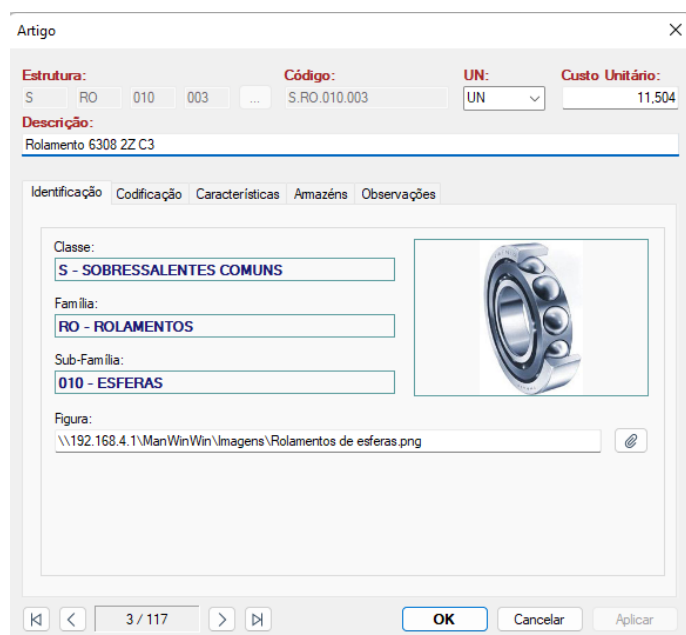 Artigo
Estrutura: Código: UN: Custo Unitário:
S RO 010 003 ... S.RO.010.003 UN 11,504
Descrição:
Rolamento 6308 2Z C3
Identificação Codificação Características Armazéns Observações
Classe:
S - SOBRESSALENTES COMUNS
Família:
RO - ROLAMENTOS
Sub-Família:
010 - ESFERAS
Figura:
\\192.168.4.1\ManWinWin\Imagens\Rolamentos de esferas.png
3 / 117 OK Cancelar Aplicar